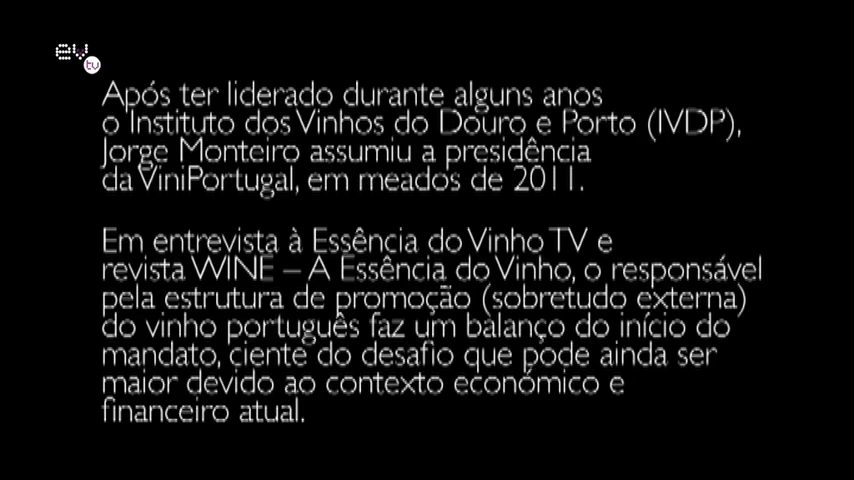 ev
tv
Após ter liderado durante alguns anos
o Instituto dos Vinhos do Douro e Porto (IVDP),
Jorge Monteiro assumiu a presidência
da ViniPortugal, em meados de 2011.
Em entrevista à Essência do Vinho TV e
revista WINE – A Essência do Vinho, o responsável
pela estrutura de promoção (sobretudo externa)
do vinho português faz um balanço do início do
mandato, ciente do desafio que pode ainda ser
maior devido ao contexto económico e
financeiro atual.